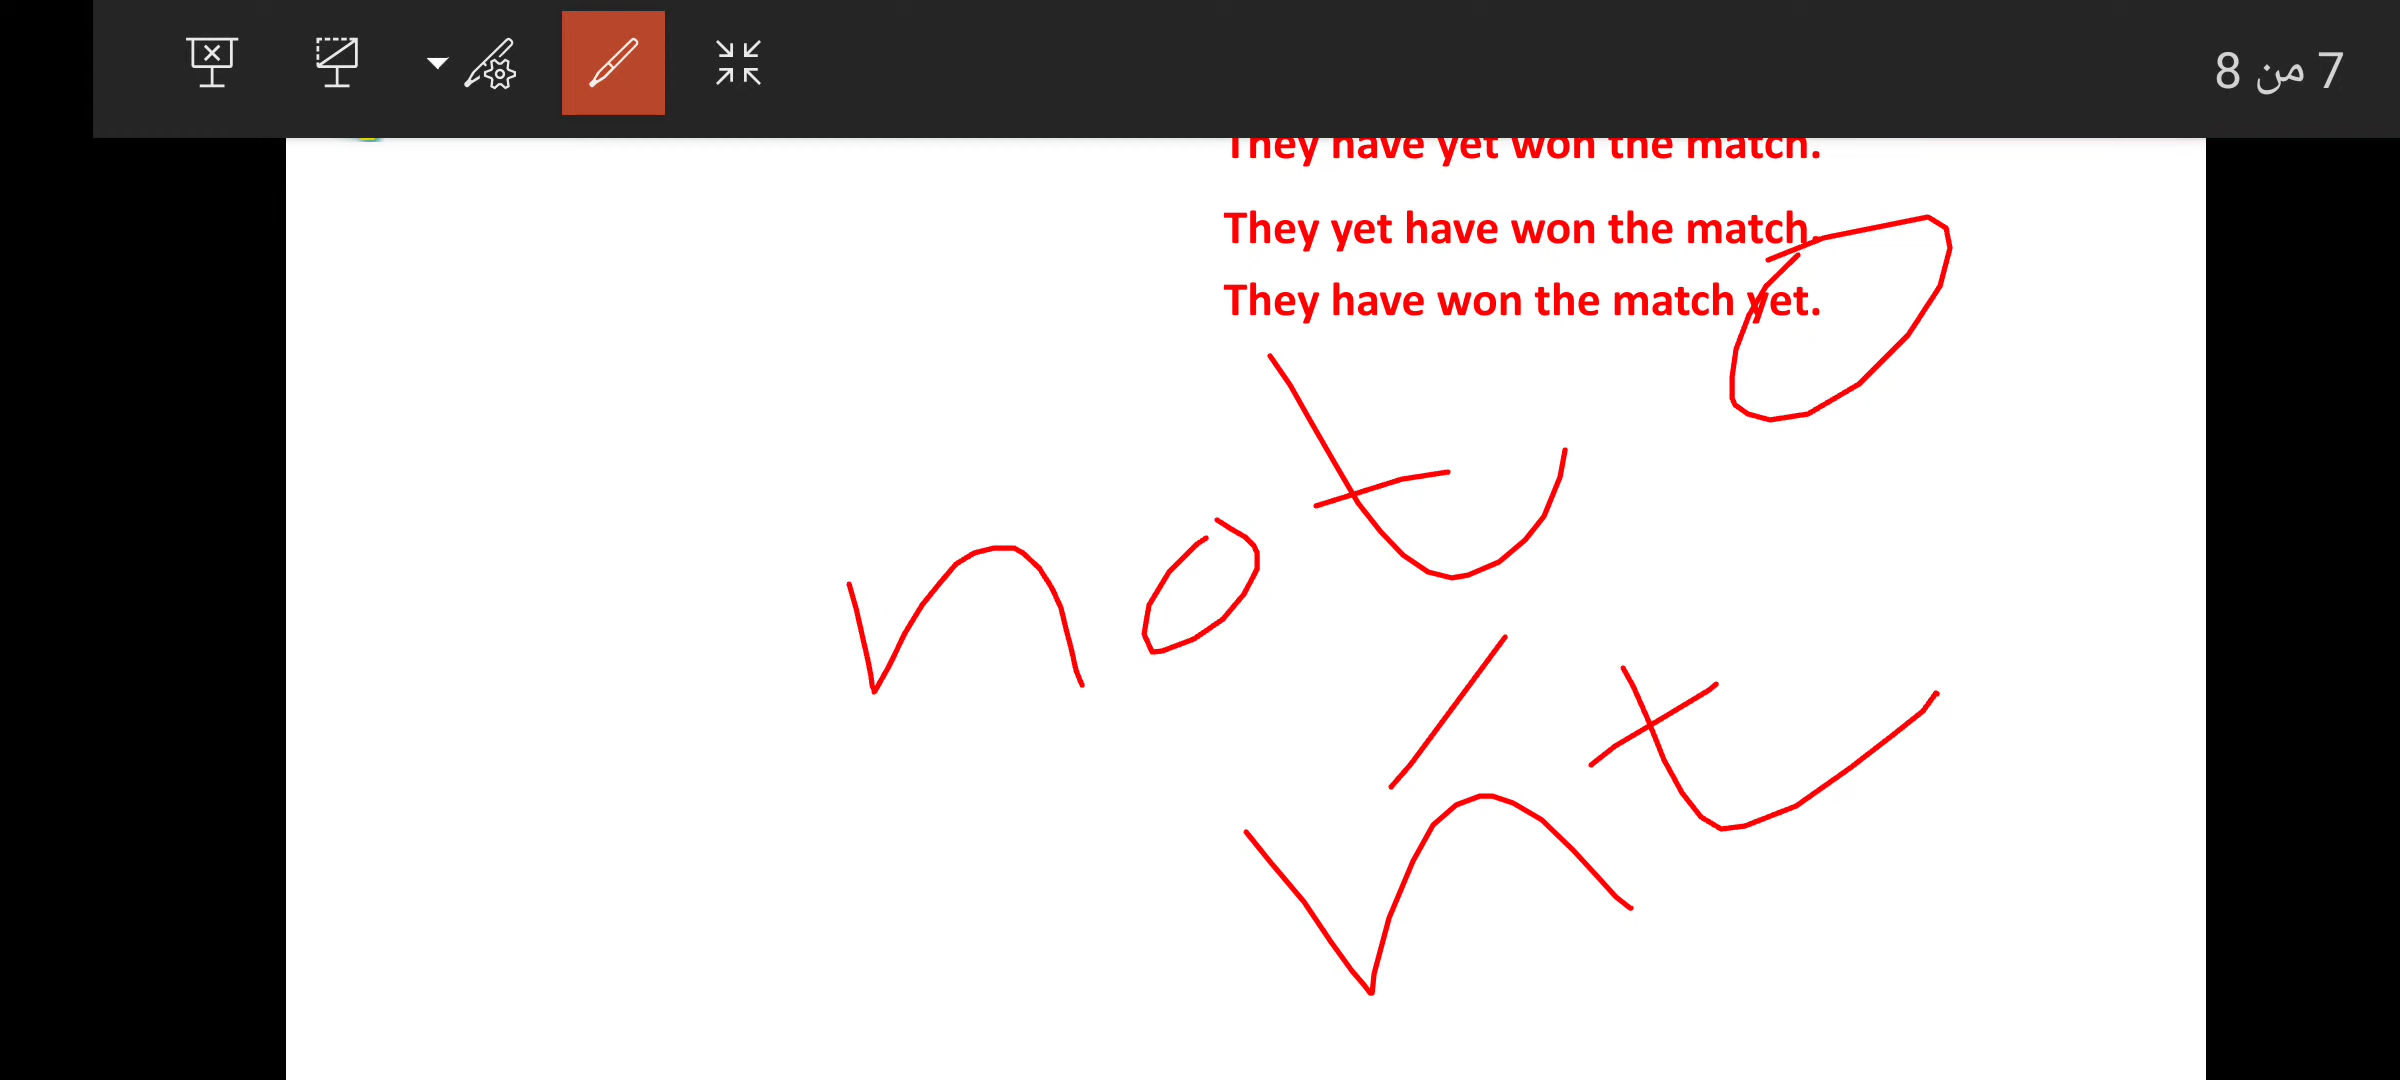 7 من 8
They have yet won the match.
They yet have won the match.
They have won the match yet.
not
n't